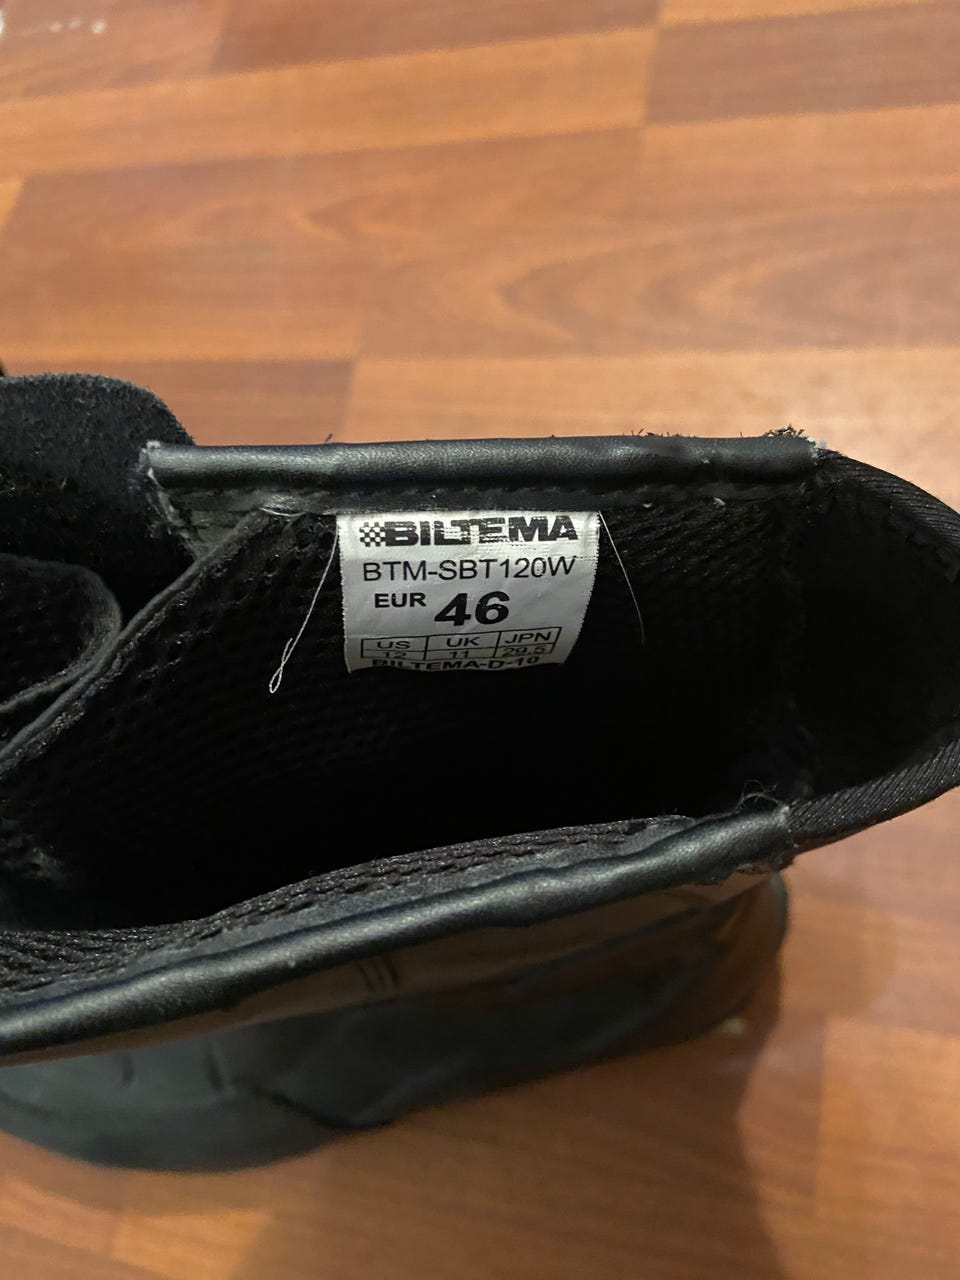 BILTEMA
BTM-SBT120W
EUR 46
US UK JPN
12 11 29.5
BILTEMA-D-10